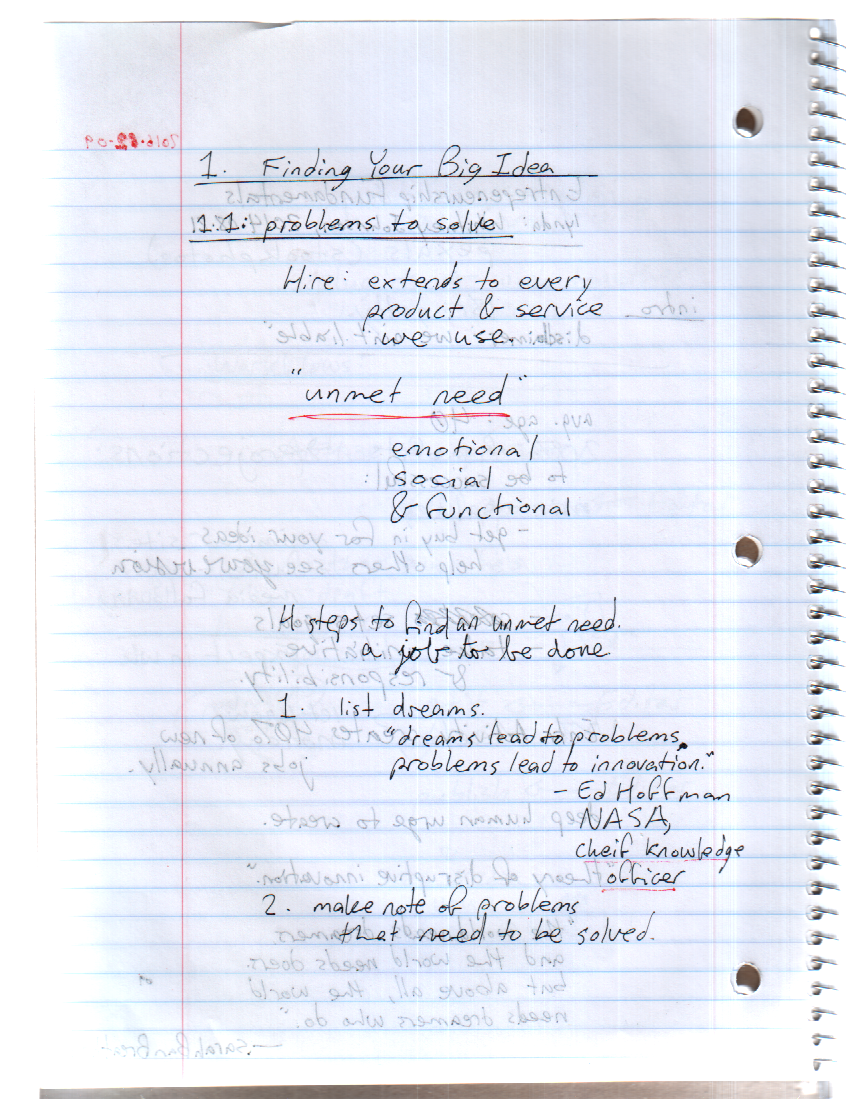 1. Finding Your Big Idea
1.1: problems to solve
Hire: extends to every
product & service
we use.
"unmet need"
emotional
social
& functional
4 steps to find an unmet need.
a job to be done.
1. list dreams.
"dreams lead to problems,
problems lead to innovation."
- Ed Hoffman
NASA,
cheif knowledge
officer
2. make note of problems
that need to be solved.